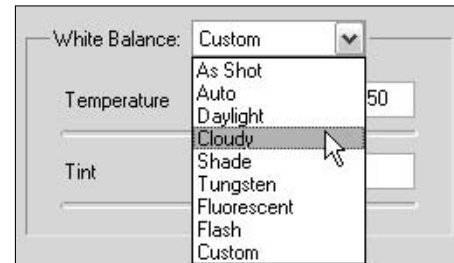 White Balance: Custom
As Shot
Auto
Temperature 50
Daylight
Cloudy
Shade
Tint
Tungsten
Fluorescent
Flash
Custom